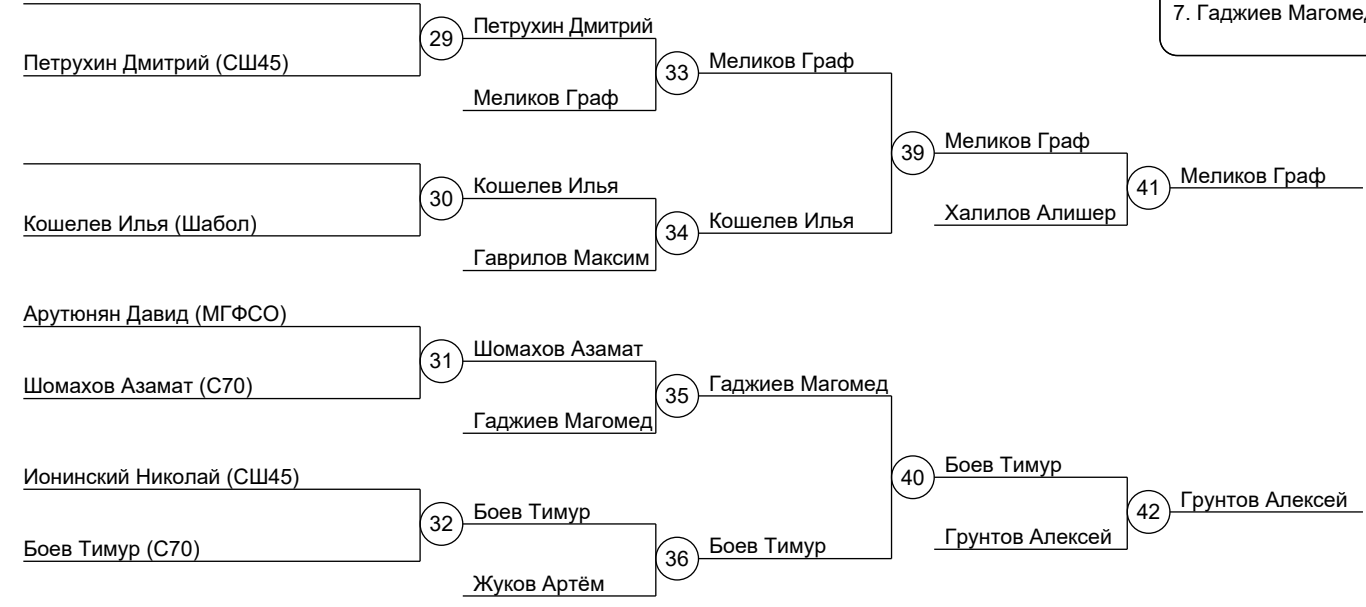 7. Гаджиев Магомед
Петрухин Дмитрий (СШ45)
29
Петрухин Дмитрий
Меликов Граф
33
Меликов Граф
Кошелев Илья (Шабол)
30
Кошелев Илья
Гаврилов Максим
34
Кошелев Илья
39
Меликов Граф
Халилов Алишер
41
Меликов Граф
Арутюнян Давид (МГФСО)
Шомахов Азамат (С70)
31
Шомахов Азамат
Гаджиев Магомед
35
Гаджиев Магомед
Ионинский Николай (СШ45)
Боев Тимур (С70)
32
Боев Тимур
Жуков Артём
36
Боев Тимур
40
Боев Тимур
Грунтов Алексей
42
Грунтов Алексей